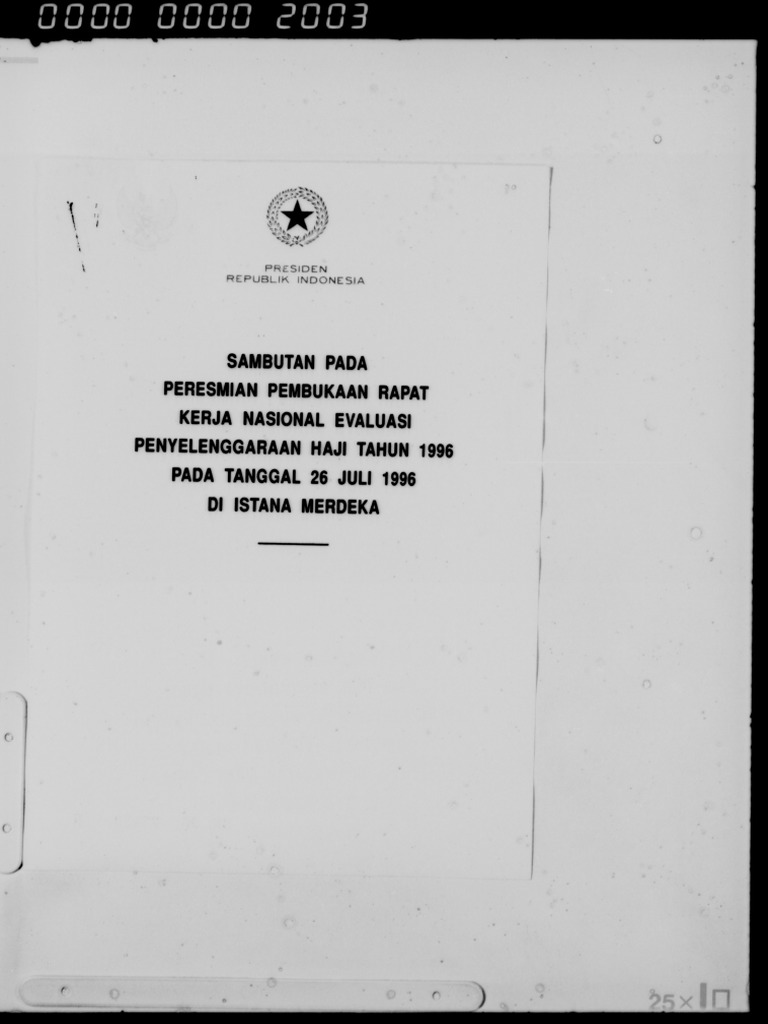 0000 0000 2003
PRESIDEN
REPUBLIK INDONESIA
SAMBUTAN PADA
PERESMIAN PEMBUKAAN RAPAT
KERJA NASIONAL EVALUASI
PENYELENGGARAAN HAJI TAHUN 1996
PADA TANGGAL 26 JULI 1996
DI ISTANA MERDEKA
25×